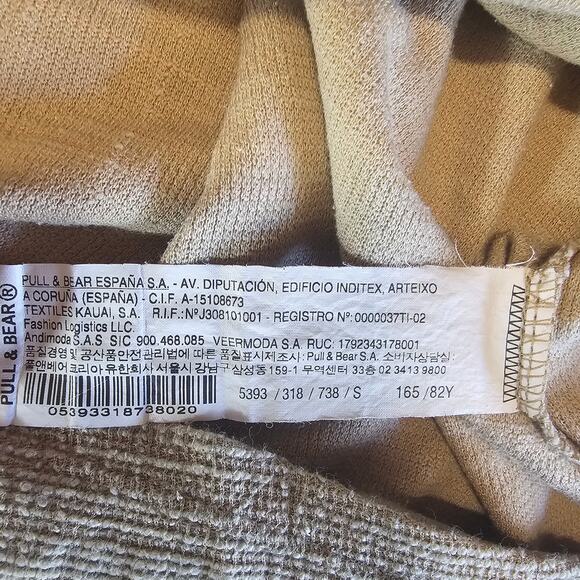 PULL & BEAR®
PULL & BEAR ESPAÑA S.A. - AV. DIPUTACIÓN, EDIFICIO INDITEX, ARTEIXO
A CORUÑA (ESPAÑA) - C.I.F. A-15108673
TEXTILES KAUAI, S.A. R.I.F.: NºJ308101001 - REGISTRO Nº: 0000037TI-02
Fashion Logistics LLC.
Andimoda S.A.S SIC 900.468.085 VEERMODA S.A. RUC: 1792343178001
품질경영 및 공산품안전관리법에 따른 품질표시제조사: Pull & Bear S.A. 소비자상담실:
풀앤베어코리아 유한회사서울시 강남구 삼성동 159-1 무역센터 33층 02 3413 9800
05393318738020
5393 / 318 / 738 / S 165 / 82Y